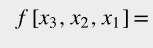 f [x₃, x₂, x₁] =